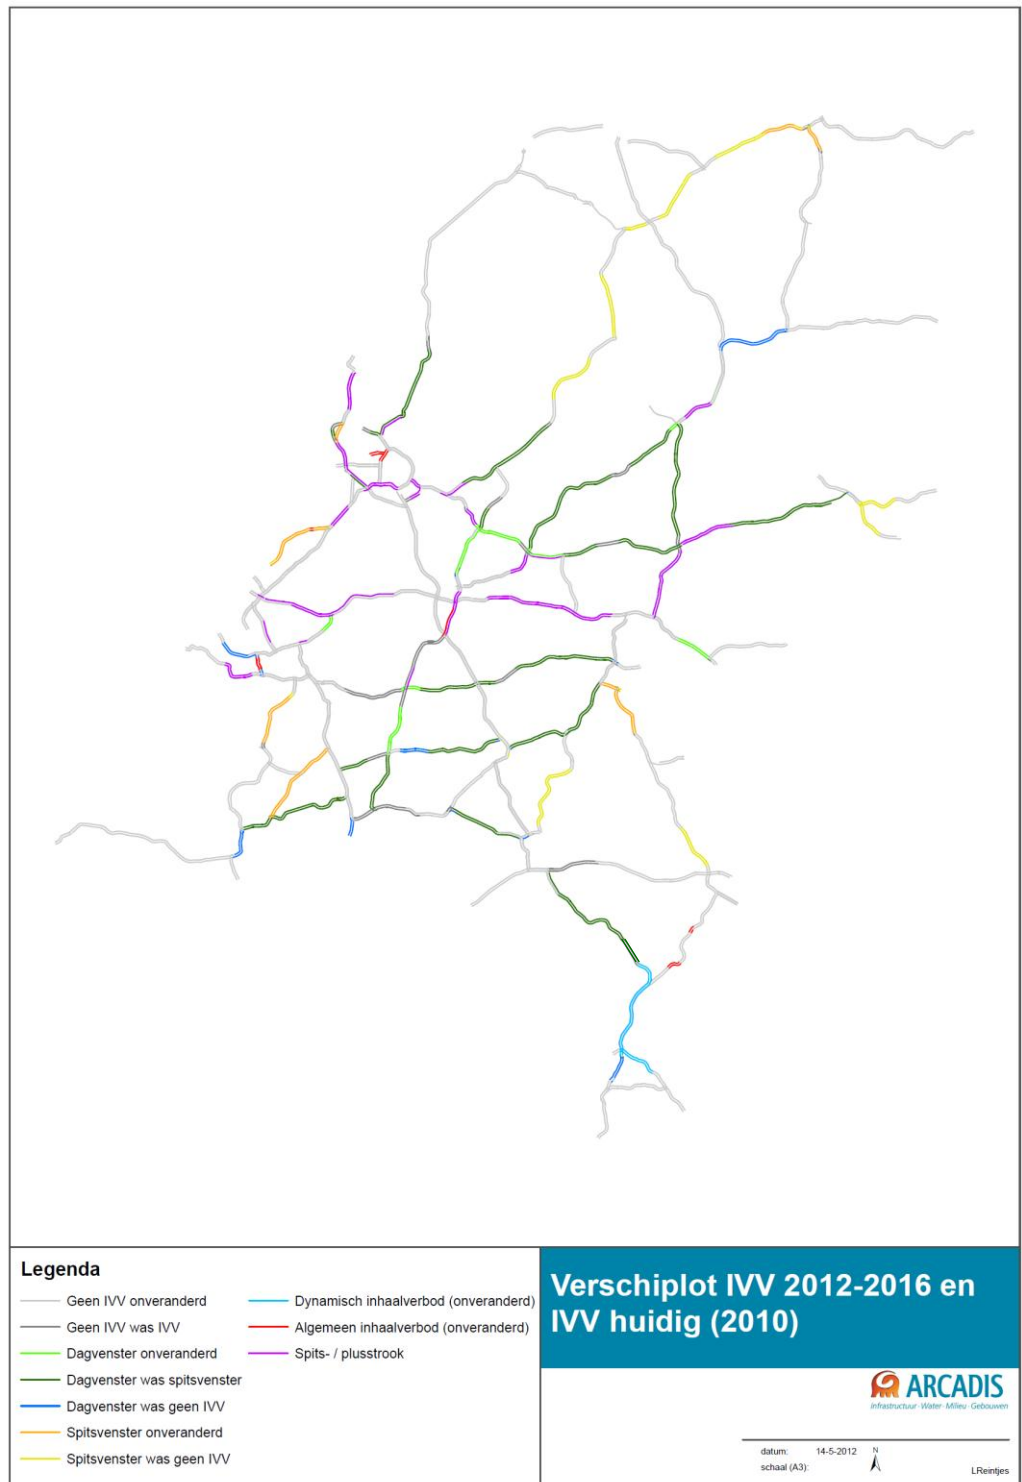 Legenda
Geen IVV onveranderd
Geen IVV was IVV
Dagvenster onveranderd
Dagvenster was spitsvenster
Dagvenster was geen IVV
Spitsvenster onveranderd
Spitsvenster was geen IVV
Dynamisch inhaalverbod (onveranderd)
Algemeen inhaalverbod (onveranderd)
Spits- / plusstrook
Verschiplot IVV 2012-2016 en
IVV huidig (2010)
ARCADIS
Infrastructuur · Water · Milieu · Gebouwen
datum: 14-5-2012 N
schaal (A3):
LReintjes